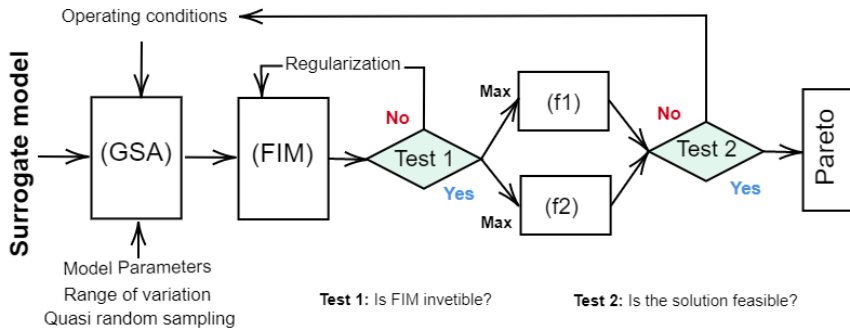 Operating conditions
Regularization
Surrogate model
(GSA)
(FIM)
No
Test 1
Yes
Max
(f1)
Max
(f2)
No
Test 2
Yes
Pareto
Model Parameters
Range of variation
Quasi random sampling
Test 1: Is FIM invetible?
Test 2: Is the solution feasible?